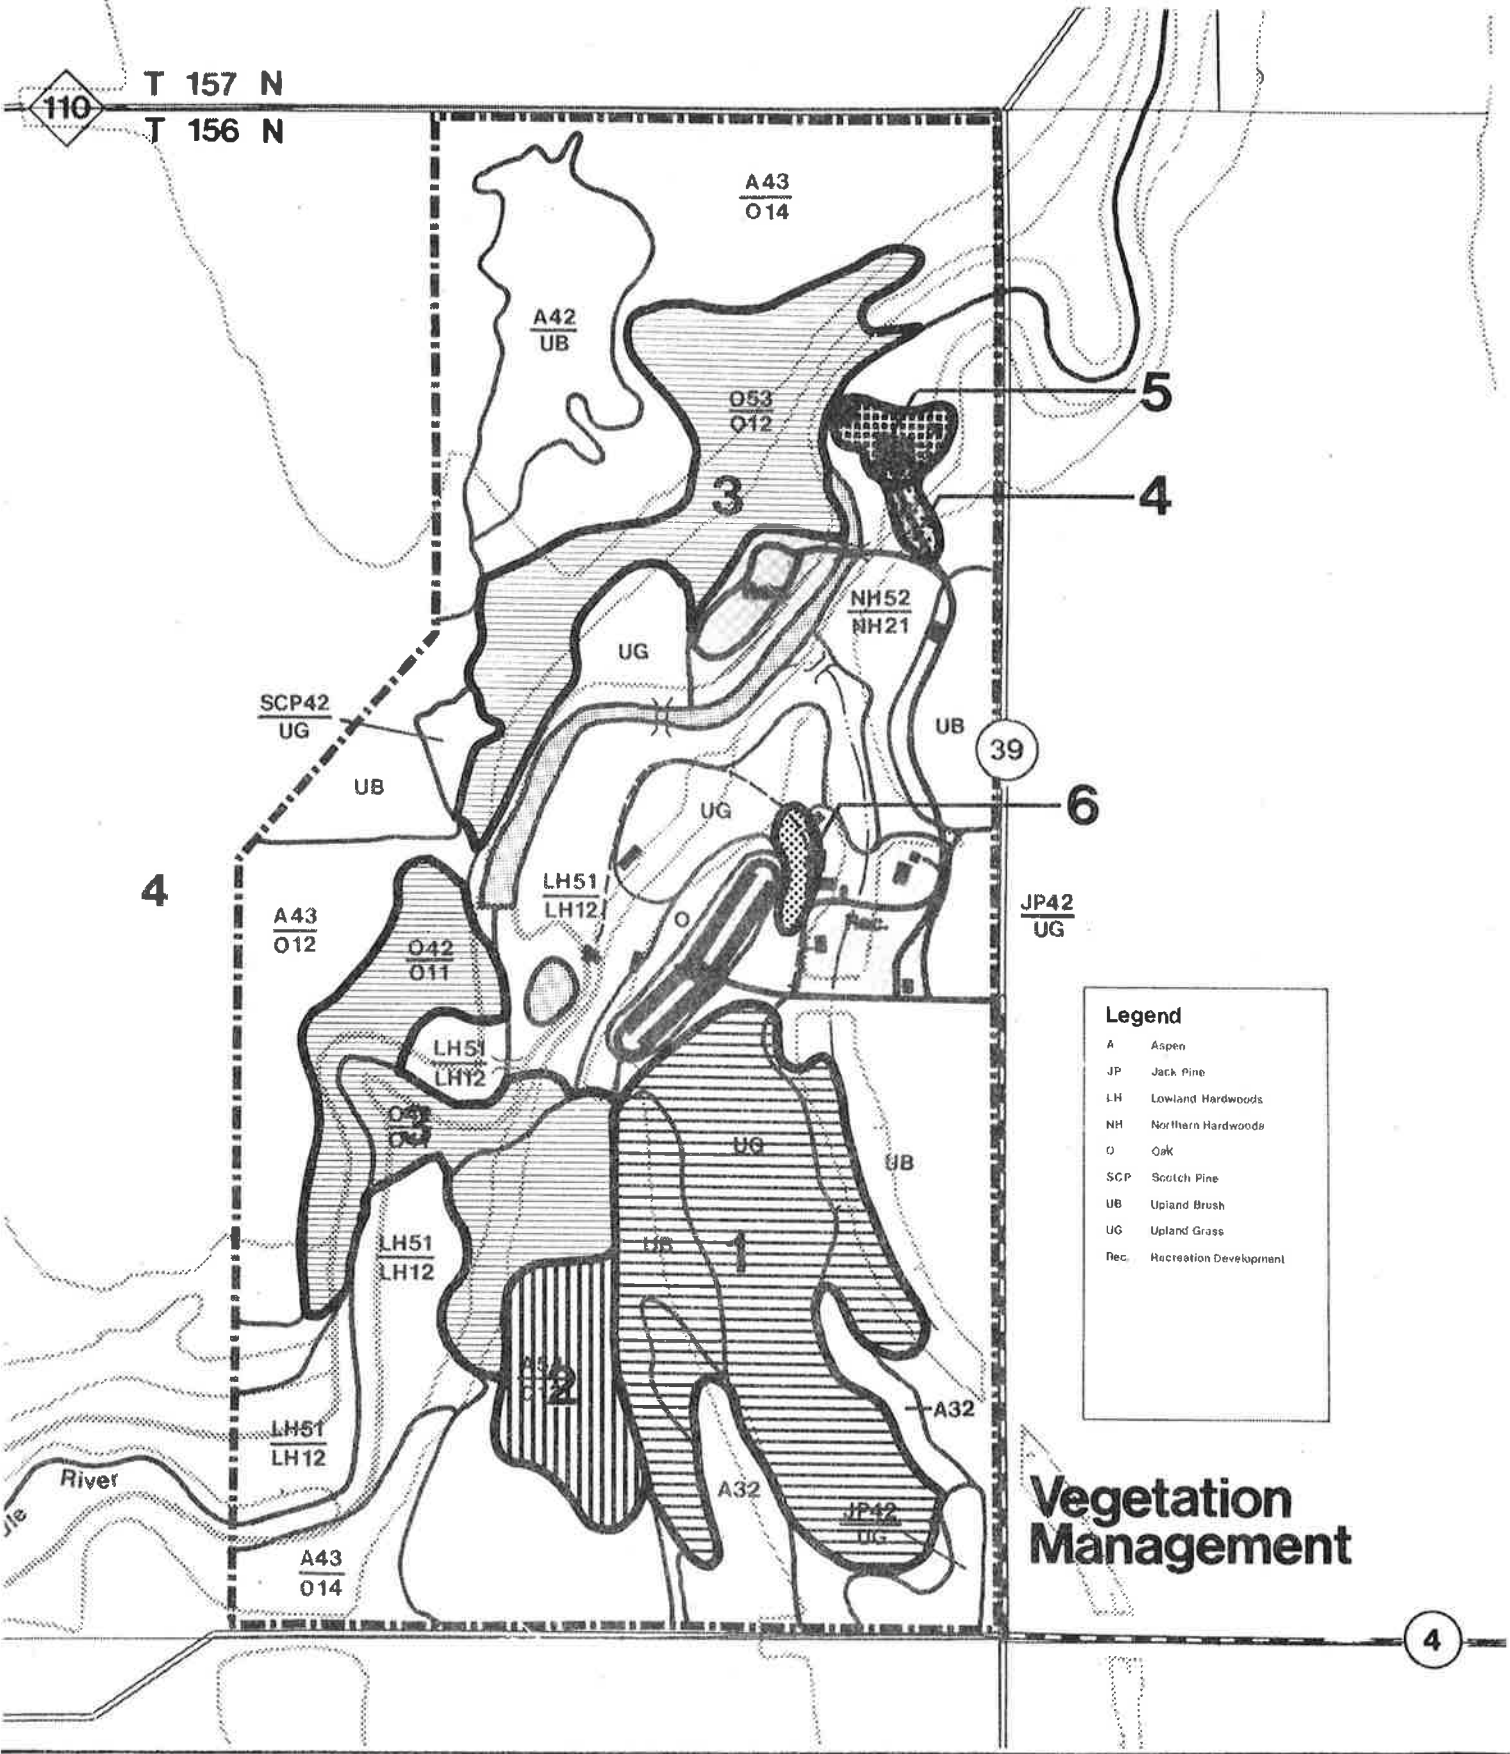 T 157 N
110
T 156 N
A43
O14
A42
UB
O53
O12
5
3
4
NH52
NH21
UG
SCP42
UG
UB
39
UB
UG
6
4
LH51
LH12
A43
O12
O
Rec.
JP42
UG
O42
O11
LH51
LH12
Legend
A Aspen
JP Jack Pine
LH Lowland Hardwoods
NH Northern Hardwoods
O Oak
SCP Scotch Pine
UB Upland Brush
UG Upland Grass
Rec. Recreation Development
UG
UB
LH51
LH12
UB
1
2
A32
LH51
LH12
River
A32
JP42
UG
Vegetation
Management
A43
O14
4